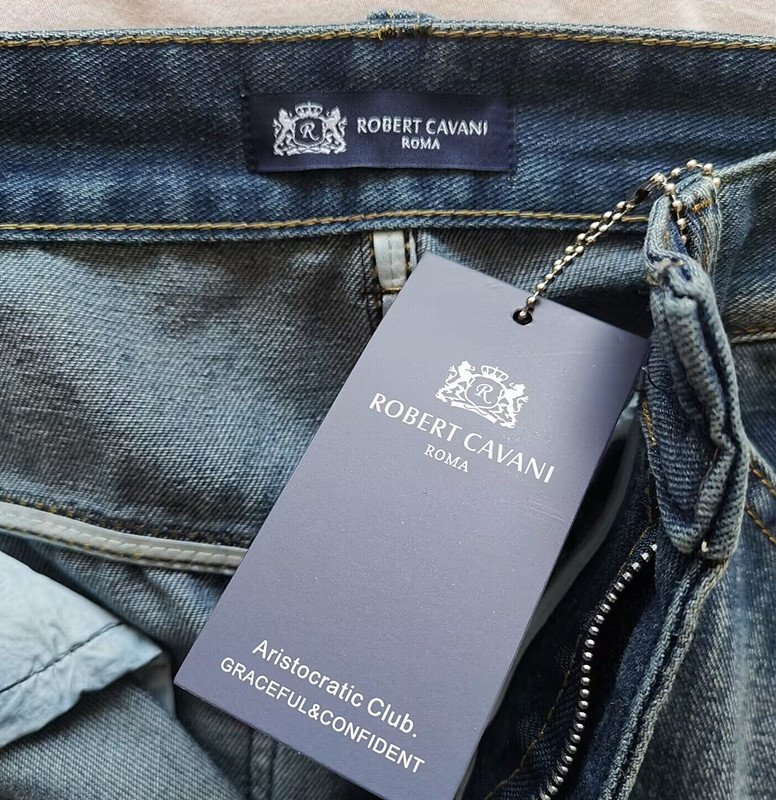 R
ROBERT CAVANI
ROMA
R
ROBERT CAVANI
ROMA
Aristocratic Club.
GRACEFUL&CONFIDENT